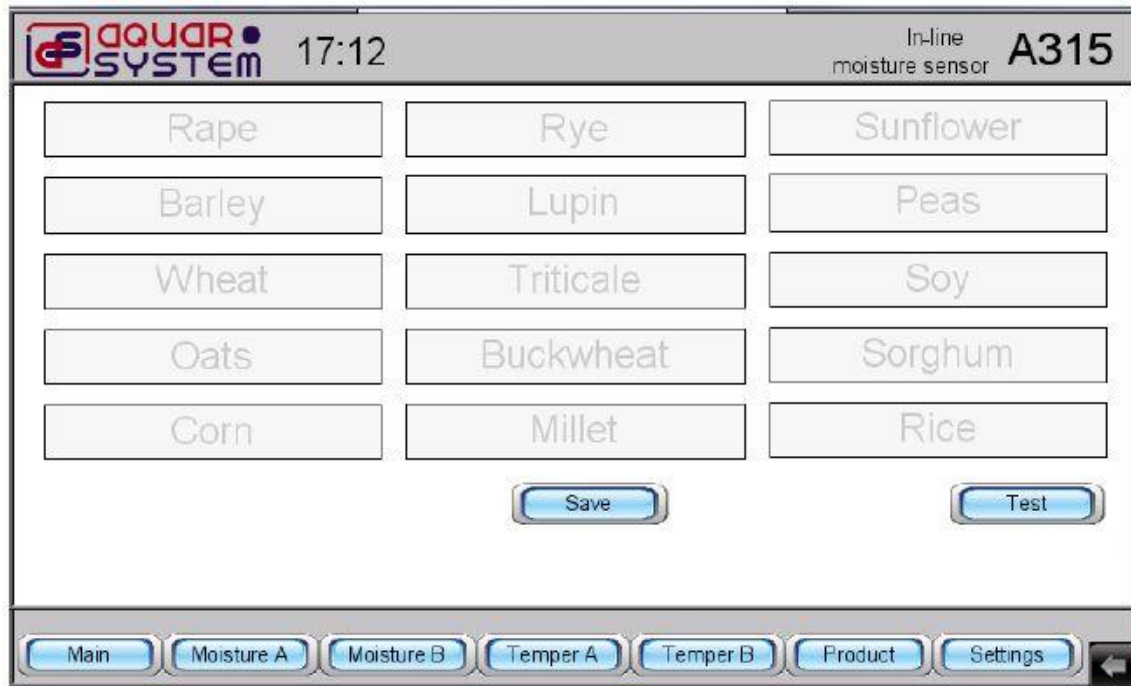 aquar
system
17:12
In-line
moisture sensor
A315
Rape Rye Sunflower
Barley Lupin Peas
Wheat Triticale Soy
Oats Buckwheat Sorghum
Corn Millet Rice
Save Test
Main Moisture A Moisture B Temper A Temper B Product Settings